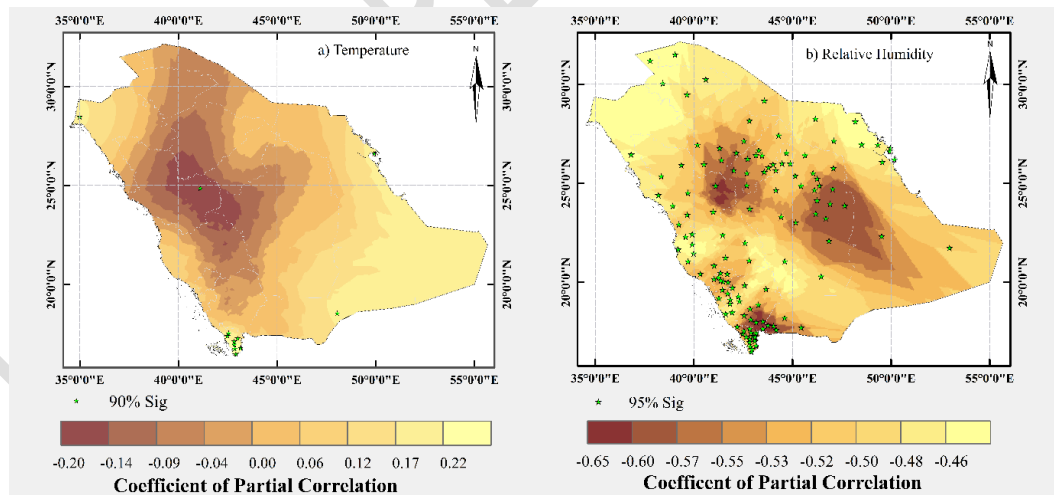 35°0'0"E 40°0'0"E 45°0'0"E 50°0'0"E 55°0'0"E
a) Temperature
N
30°0'0"N 30°0'0"N
25°0'0"N 25°0'0"N
20°0'0"N 20°0'0"N
35°0'0"E 40°0'0"E 45°0'0"E 50°0'0"E 55°0'0"E
90% Sig
-0.20 -0.14 -0.09 -0.04 0.00 0.06 0.12 0.17 0.22
Coefficient of Partial Correlation
35°0'0"E 40°0'0"E 45°0'0"E 50°0'0"E 55°0'0"E
b) Relative Humidity
N
30°0'0"N 30°0'0"N
25°0'0"N 25°0'0"N
20°0'0"N 20°0'0"N
35°0'0"E 40°0'0"E 45°0'0"E 50°0'0"E 55°0'0"E
95% Sig
-0.65 -0.60 -0.57 -0.55 -0.53 -0.52 -0.50 -0.48 -0.46
Coefficent of Partial Correlation